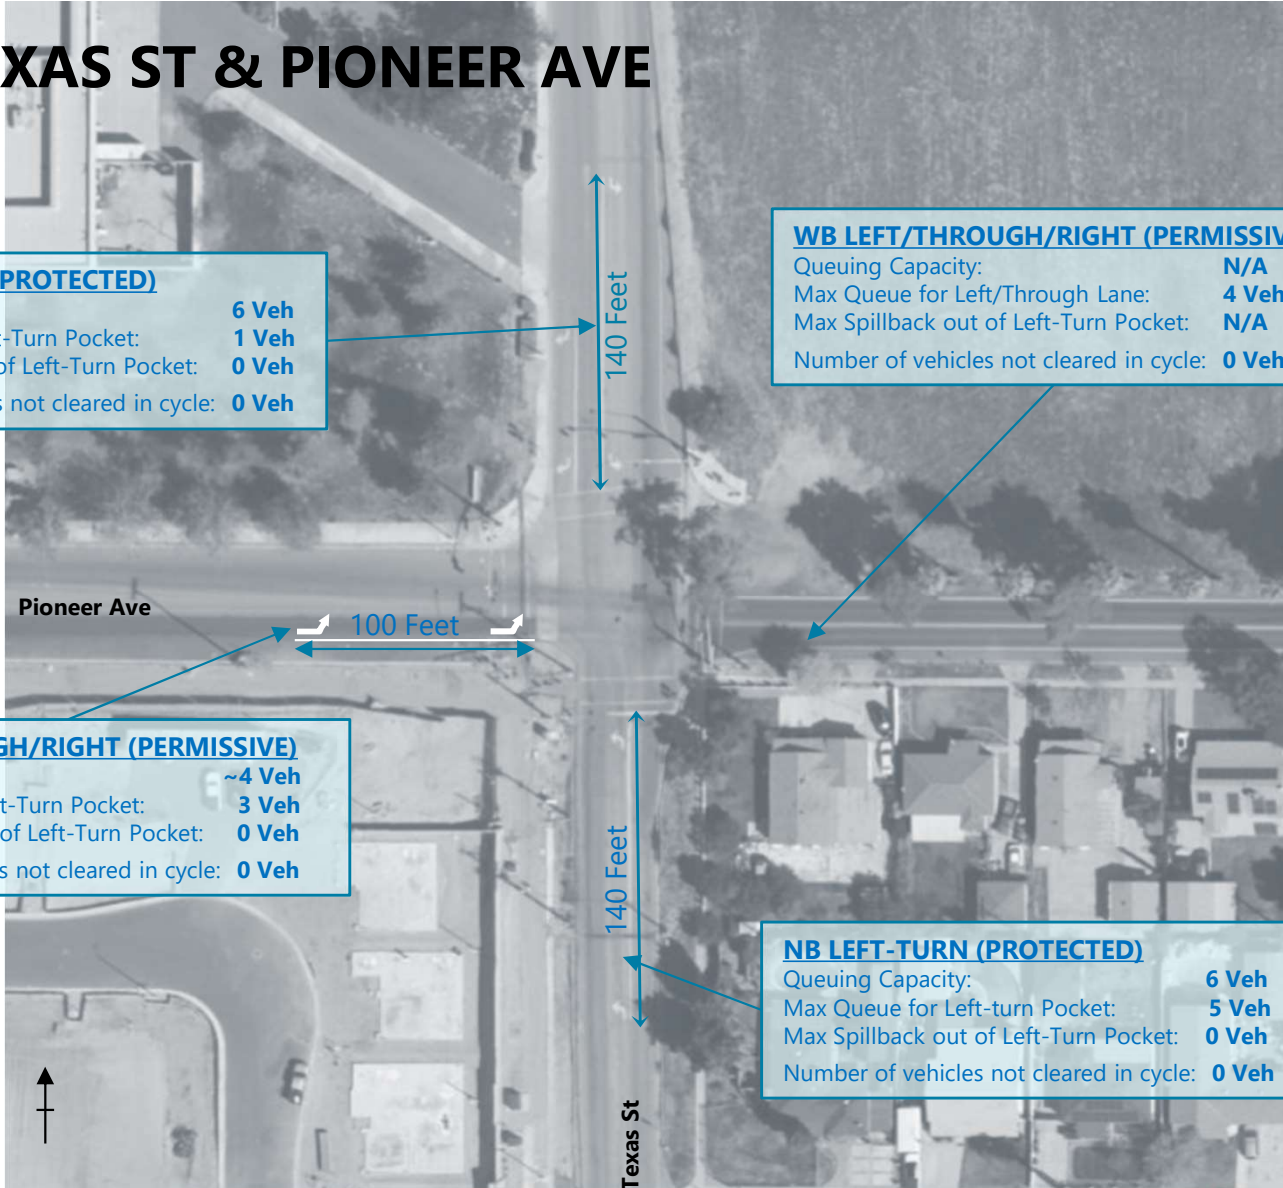 XAS ST & PIONEER AVE
PROTECTED)
6 Veh
-Turn Pocket: 1 Veh
of Left-Turn Pocket: 0 Veh
s not cleared in cycle: 0 Veh
140 Feet
WB LEFT/THROUGH/RIGHT (PERMISSIV
Queuing Capacity: N/A
Max Queue for Left/Through Lane: 4 Veh
Max Spillback out of Left-Turn Pocket: N/A
Number of vehicles not cleared in cycle: 0 Veh
Pioneer Ave
100 Feet
GH/RIGHT (PERMISSIVE)
~4 Veh
t-Turn Pocket: 3 Veh
of Left-Turn Pocket: 0 Veh
s not cleared in cycle: 0 Veh
140 Feet
NB LEFT-TURN (PROTECTED)
Queuing Capacity: 6 Veh
Max Queue for Left-turn Pocket: 5 Veh
Max Spillback out of Left-Turn Pocket: 0 Veh
Number of vehicles not cleared in cycle: 0 Veh
Texas St